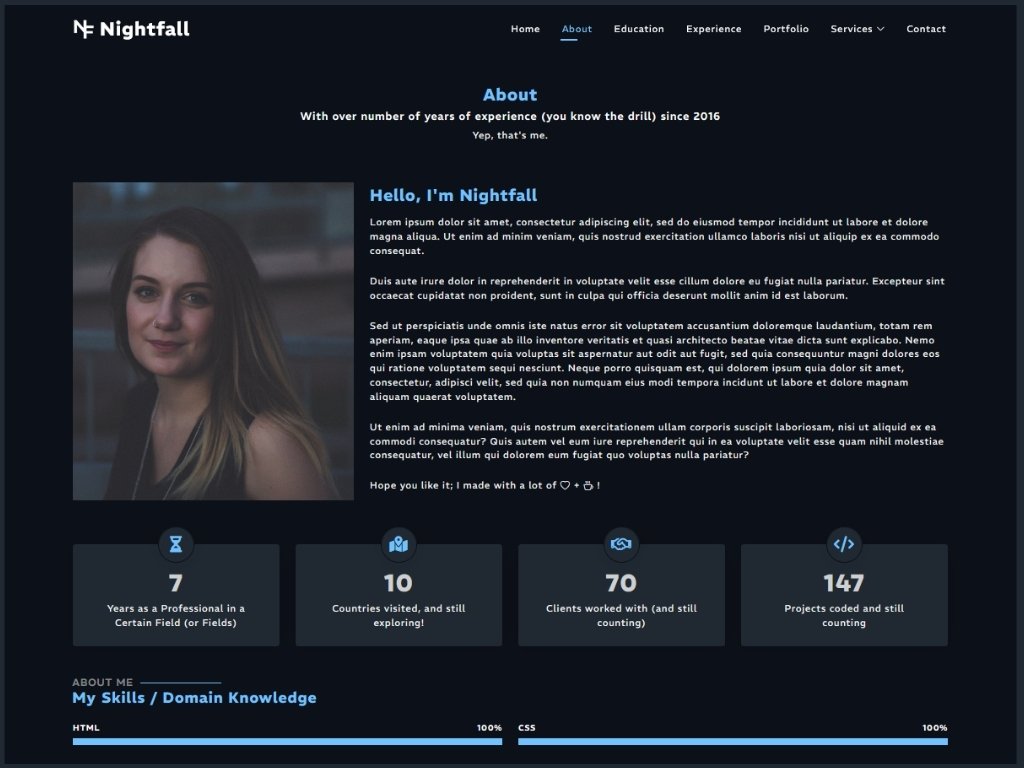 Nightfall
Home About Education Experience Portfolio Services Contact
About
With over number of years of experience (you know the drill) since 2016
Yep, that's me.
Hello, I'm Nightfall
Lorem ipsum dolor sit amet, consectetur adipiscing elit, sed do eiusmod tempor incididunt ut labore et dolore
magna aliqua. Ut enim ad minim veniam, quis nostrud exercitation ullamco laboris nisi ut aliquip ex ea commodo
consequat.
Duis aute irure dolor in reprehenderit in voluptate velit esse cillum dolore eu fugiat nulla pariatur. Excepteur sint
occaecat cupidatat non proident, sunt in culpa qui officia deserunt mollit anim id est laborum.
Sed ut perspiciatis unde omnis iste natus error sit voluptatem accusantium doloremque laudantium, totam rem
aperiam, eaque ipsa quae ab illo inventore veritatis et quasi architecto beatae vitae dicta sunt explicabo. Nemo
enim ipsam voluptatem quia voluptas sit aspernatur aut odit aut fugit, sed quia consequuntur magni dolores eos
qui ratione voluptatem sequi nesciunt. Neque porro quisquam est, qui dolorem ipsum quia dolor sit amet,
consectetur, adipisci velit, sed quia non numquam eius modi tempora incidunt ut labore et dolore magnam
aliquam quaerat voluptatem.
Ut enim ad minima veniam, quis nostrum exercitationem ullam corporis suscipit laboriosam, nisi ut aliquid ex ea
commodi consequatur? Quis autem vel eum iure reprehenderit qui in ea voluptate velit esse quam nihil molestiae
consequatur, vel illum qui dolorem eum fugiat quo voluptas nulla pariatur?
Hope you like it; I made with a lot of + !
7
Years as a Professional in a
Certain Field (or Fields)
10
Countries visited, and still
exploring!
70
Clients worked with (and still
counting)
147
Projects coded and still
counting
ABOUT ME
My Skills / Domain Knowledge
HTML 100%
CSS 100%